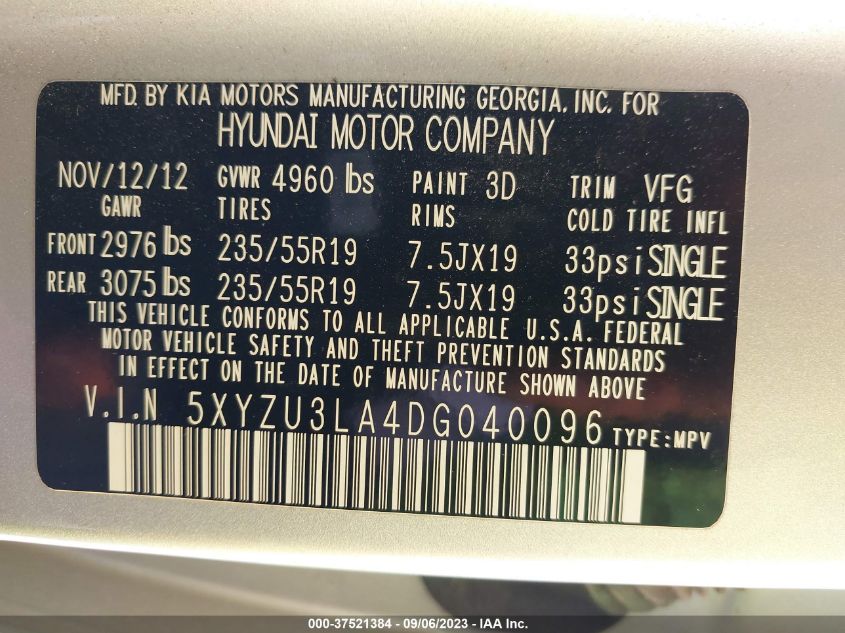 MFD. BY KIA MOTORS MANUFACTURING GEORGIA, INC. FOR
HYUNDAI MOTOR COMPANY
NOV/12/12 GVWR 4960 lbs PAINT 3D TRIM VFG
GAWR TIRES RIMS COLD TIRE INFL
FRONT 2976 lbs 235/55R19 7.5JX19 33psi SINGLE
REAR 3075 lbs 235/55R19 7.5JX19 33psi SINGLE
THIS VEHICLE CONFORMS TO ALL APPLICABLE U.S.A. FEDERAL
MOTOR VEHICLE SAFETY AND THEFT PREVENTION STANDARDS
IN EFFECT ON THE DATE OF MANUFACTURE SHOWN ABOVE
V.I.N 5XYZU3LA4DG040096 TYPE:MPV
000-37521384 - 09/06/2023 - IAA Inc.